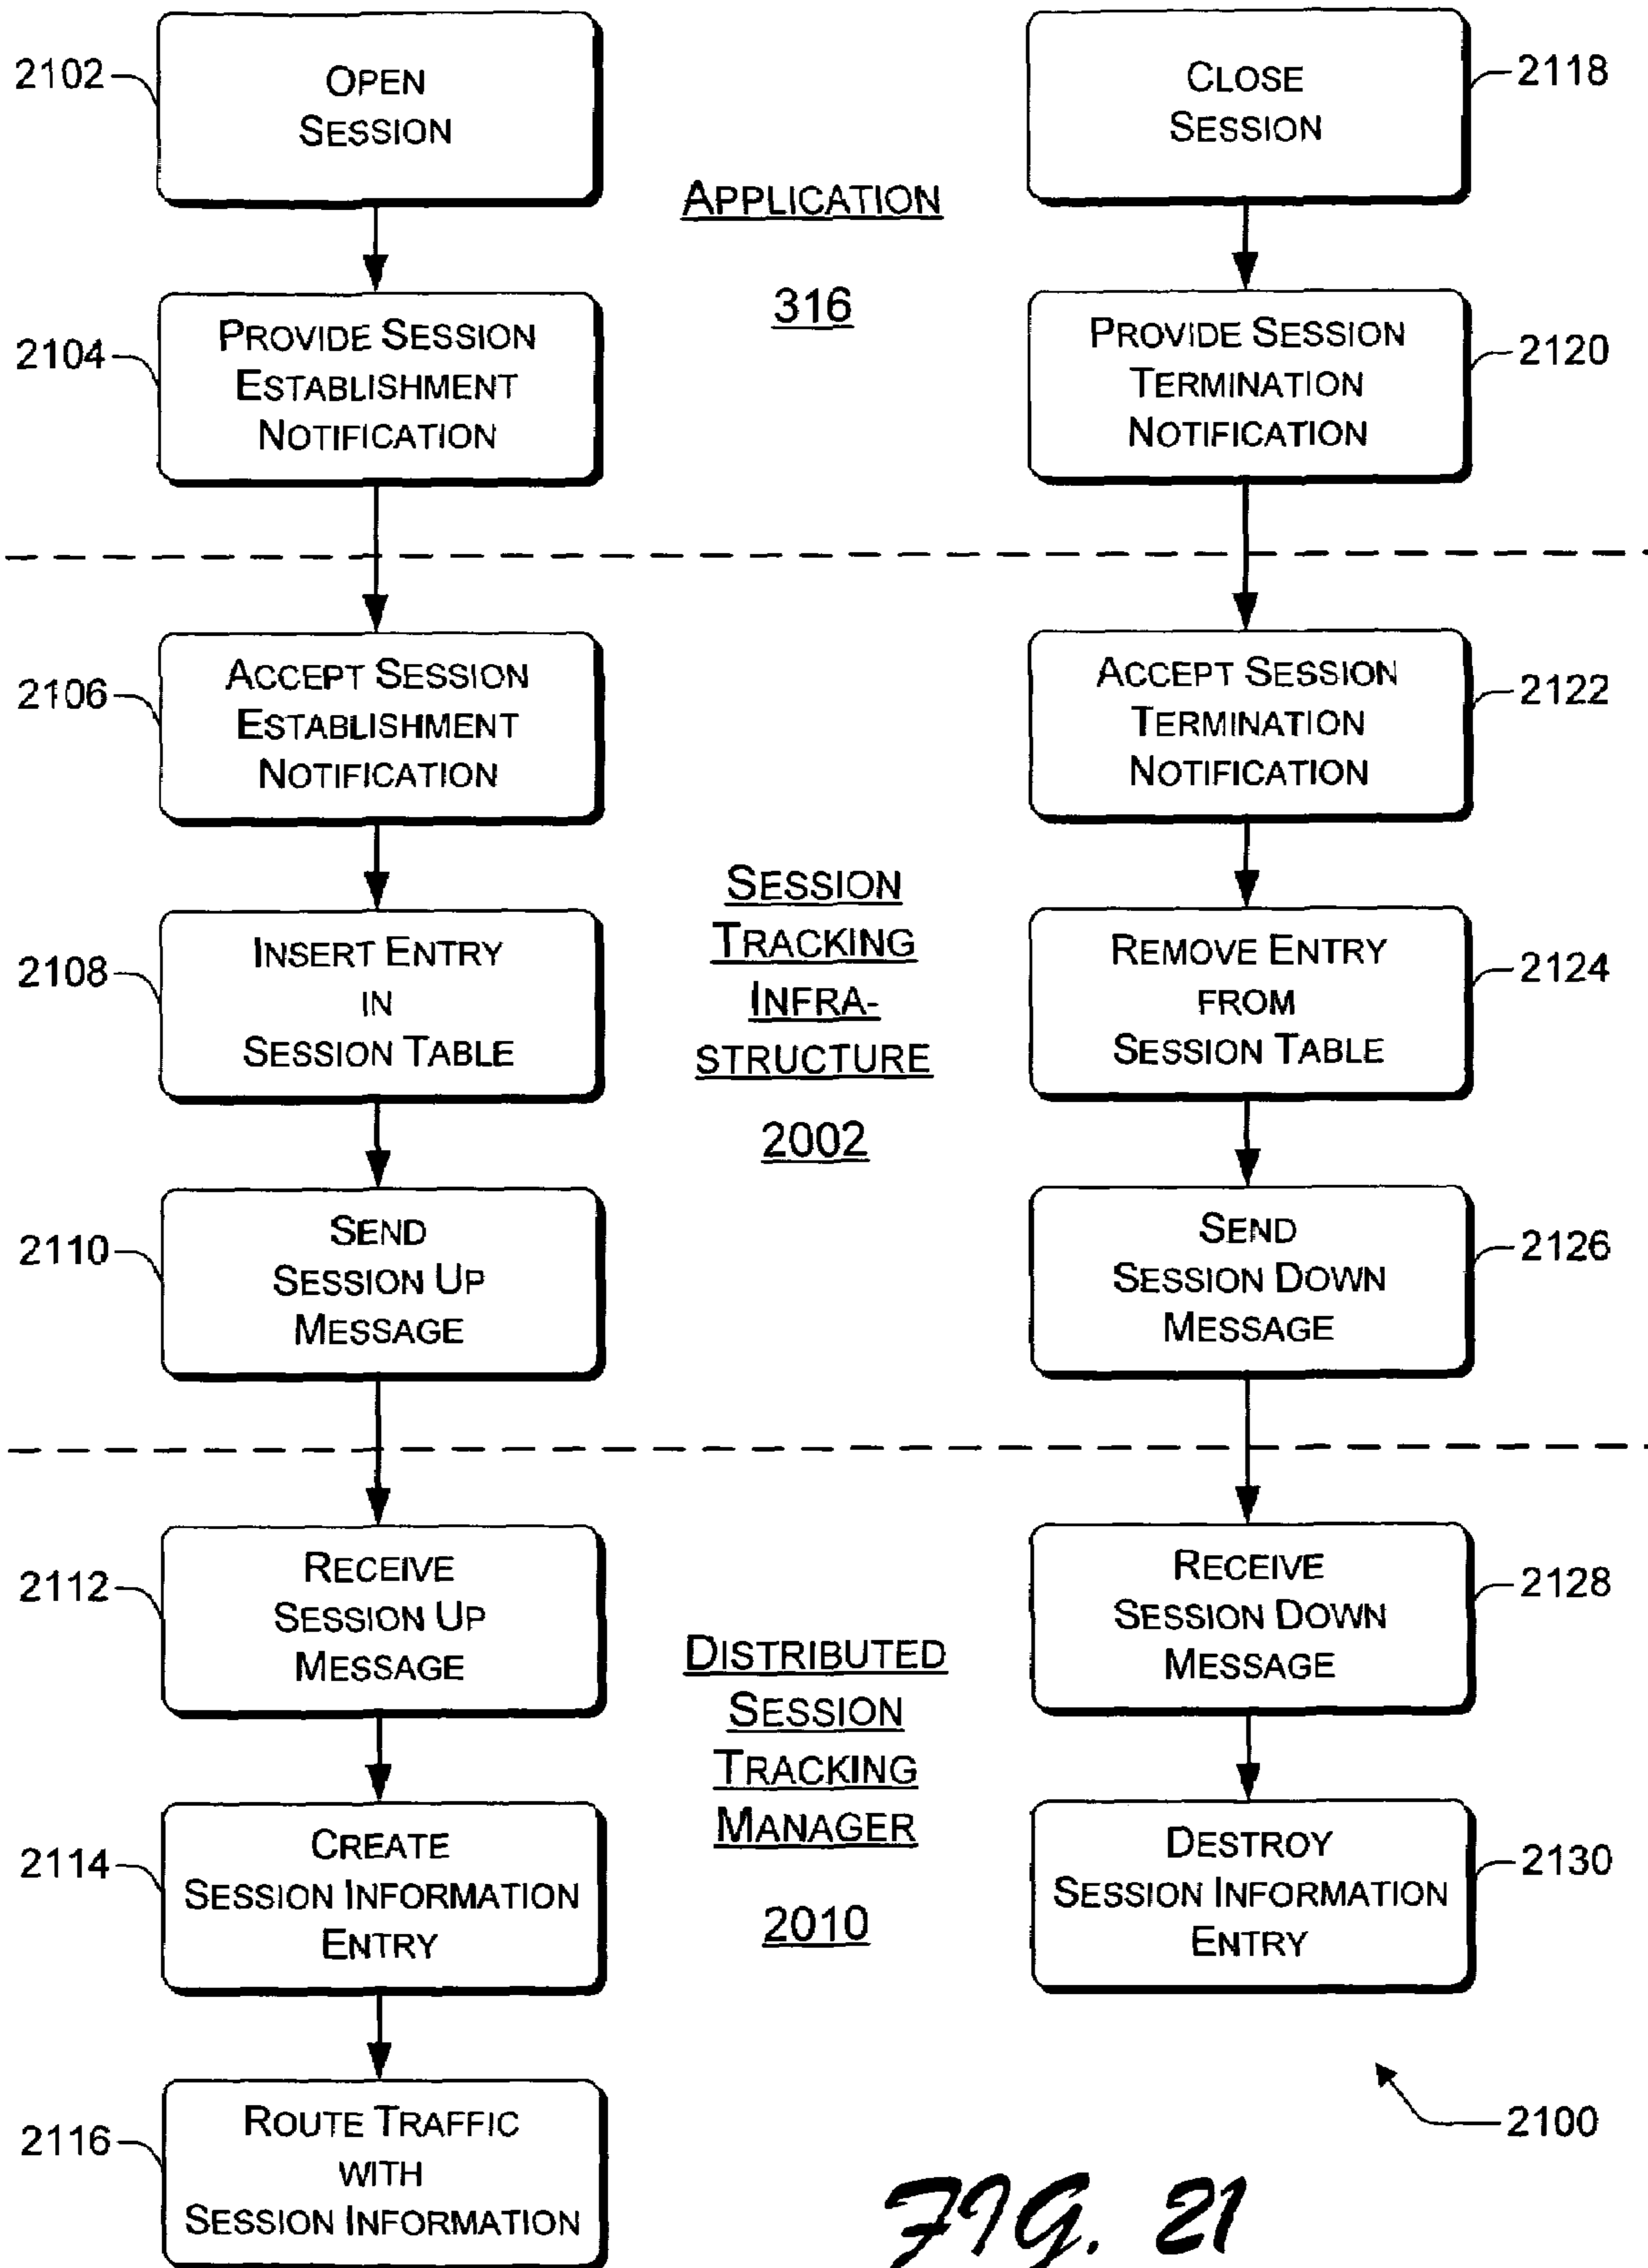 2102
OPEN
SESSION
2104
PROVIDE SESSION
ESTABLISHMENT
NOTIFICATION
APPLICATION
316
CLOSE
SESSION
2118
PROVIDE SESSION
TERMINATION
NOTIFICATION
2120
2106
ACCEPT SESSION
ESTABLISHMENT
NOTIFICATION
2108
INSERT ENTRY
IN
SESSION TABLE
2110
SEND
SESSION UP
MESSAGE
SESSION
TRACKING
INFRA-
STRUCTURE
2002
ACCEPT SESSION
TERMINATION
NOTIFICATION
2122
REMOVE ENTRY
FROM
SESSION TABLE
2124
SEND
SESSION DOWN
MESSAGE
2126
2112
RECEIVE
SESSION UP
MESSAGE
2114
CREATE
SESSION INFORMATION
ENTRY
2116
ROUTE TRAFFIC
WITH
SESSION INFORMATION
DISTRIBUTED
SESSION
TRACKING
MANAGER
2010
RECEIVE
SESSION DOWN
MESSAGE
2128
DESTROY
SESSION INFORMATION
ENTRY
2130
2100
FIG. 21